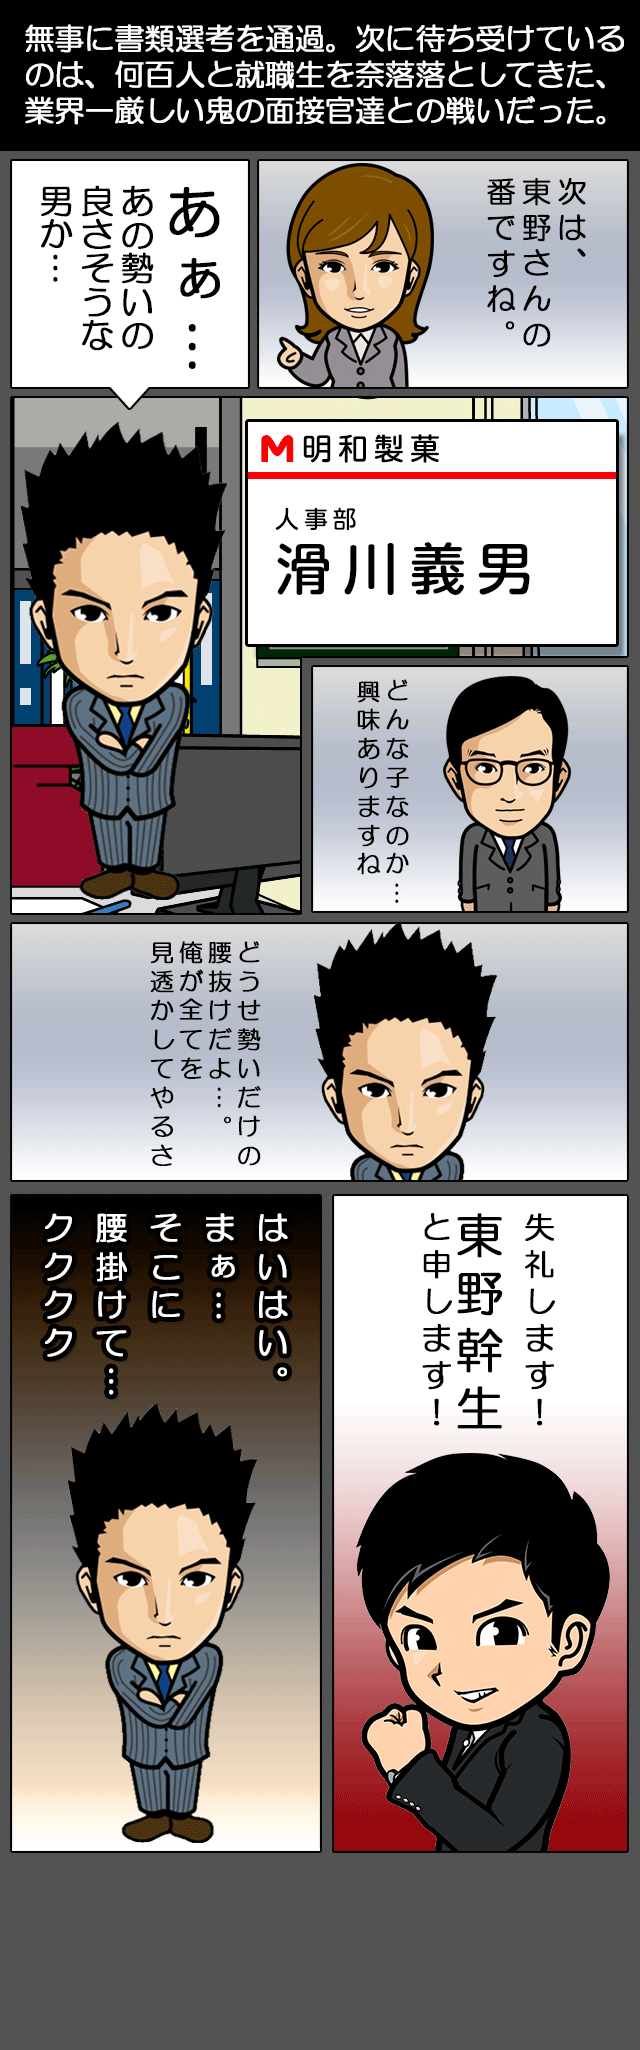 無事に書類選考を通過。次に待ち受けている
のは、何百人と就職生を奈落落としてきた、
業界一厳しい鬼の面接官達との戦いだった。
次は、
東野さんの
番ですね。
あぁ…
あの勢いの
良さそうな
男か…
M 明和製菓
人事部
滑川義男
どんな子なのか…
興味ありますね
どうせ勢いだけの
腰抜けだよ…。
俺が全てを
見透かしてやるさ
失礼します！
東野幹生
と申します！
はいはい。
まぁ…
そこに
腰掛けて…
クククク